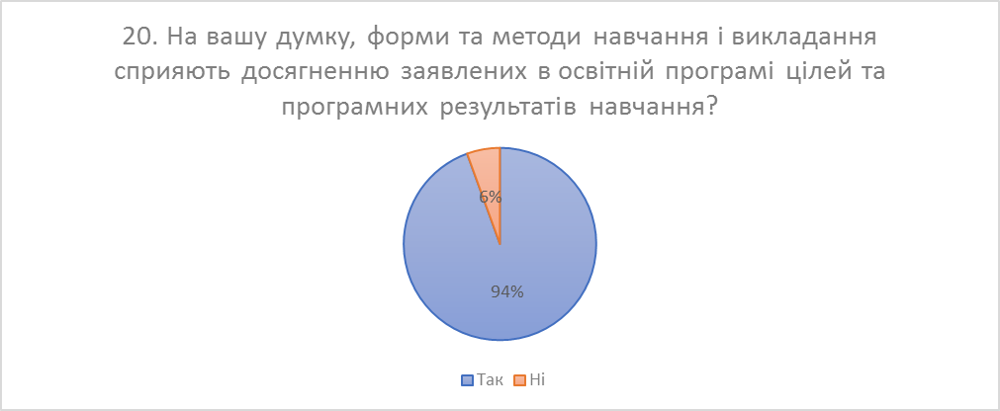 20. На вашу думку, форми та методи навчання і викладання
сприяють досягненню заявлених в освітній програмі цілей та
програмних результатів навчання?
6%
94%
Так Ні